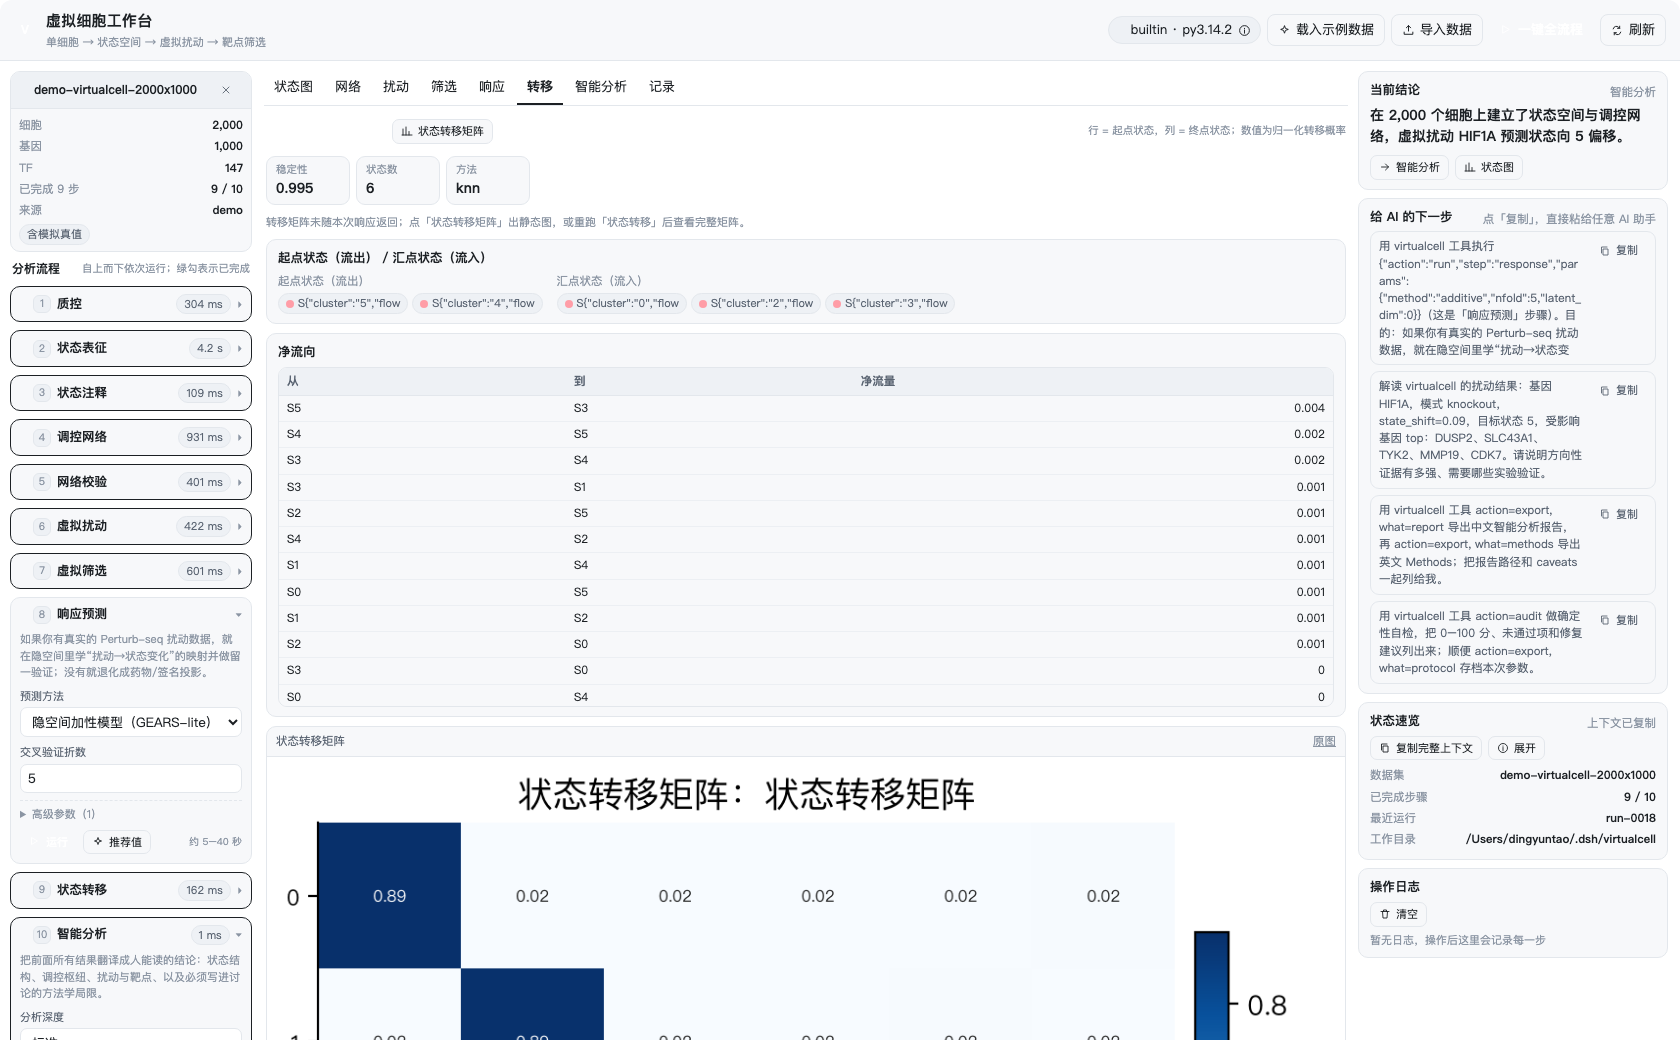 虚拟细胞工作台
单细胞 → 状态空间 → 虚拟扰动 → 靶点筛选
builtin · py3.14.2
载入示例数据
导入数据
一键全流程
刷新
demo-virtualcell-2000x1000
细胞 2,000
基因 1,000
TF 147
已完成 9 步 9 / 10
来源 demo
含模拟真值
分析流程 自上而下依次运行；绿勾表示已完成
1 质控 304 ms
2 状态表征 4.2 s
3 状态注释 109 ms
4 调控网络 931 ms
5 网络校验 401 ms
6 虚拟扰动 422 ms
7 虚拟筛选 601 ms
8 响应预测
如果你有真实的 Perturb-seq 扰动数据，就
在隐空间里学“扰动→状态变化”的映射并做留
一验证；没有就退化成药物/签名投影。
预测方法
隐空间加性模型（GEARS-lite）
交叉验证折数
5
高级参数（1）
运行
推荐值
约 5–40 秒
9 状态转移 162 ms
10 智能分析 1 ms
把前面所有结果翻译成人能读的结论：状态结
构、调控枢纽、扰动与靶点、以及必须写进讨
论的方法学局限。
分析深度
状态图 网络 扰动 筛选 响应 转移 智能分析 记录
状态转移矩阵
行 = 起点状态，列 = 终点状态；数值为归一化转移概率
稳定性
0.995
状态数
6
方法
knn
转移矩阵未随本次响应返回；点「状态转移矩阵」出静态图，或重跑「状态转移」后查看完整矩阵。
起点状态（流出） / 汇点状态（流入）
起点状态（流出）
S{"cluster":"5","flow
S{"cluster":"4","flow
汇点状态（流入）
S{"cluster":"0","flow
S{"cluster":"2","flow
S{"cluster":"3","flow
净流向
从 到 净流量
S5 S3 0.004
S4 S5 0.002
S3 S4 0.002
S3 S1 0.001
S2 S5 0.001
S4 S2 0.001
S1 S4 0.001
S0 S5 0.001
S1 S2 0.001
S2 S0 0.001
S3 S0 0
S0 S4 0
状态转移矩阵 原图
状态转移矩阵：状态转移矩阵
0 0.89 0.02 0.02 0.02 0.02 0.02
0.8
当前结论 智能分析
在 2,000 个细胞上建立了状态空间与调控网
络，虚拟扰动 HIF1A 预测状态向 5 偏移。
智能分析
状态图
给 AI 的下一步 点「复制」，直接粘给任意 AI 助手
用 virtualcell 工具执行
{"action":"run","step":"response","par
ams":
{"method":"additive","nfold":5,"latent_
dim":0}}（这是「响应预测」步骤）。目
的：如果你有真实的 Perturb-seq 扰动
数据，就在隐空间里学“扰动→状态变
复制
解读 virtualcell 的扰动结果：基因
HIF1A，模式 knockout，
state_shift=0.09，目标状态 5，受影响
基因 top：DUSP2、SLC43A1、
TYK2、MMP19、CDK7。请说明方向性
证据有多强、需要哪些实验验证。
复制
用 virtualcell 工具 action=export,
what=report 导出中文智能分析报告，
再 action=export, what=methods 导出
英文 Methods；把报告路径和 caveats
一起列给我。
复制
用 virtualcell 工具 action=audit 做确定
性自检，把 0–100 分、未通过项和修复
建议列出来；顺便 action=export,
what=protocol 存档本次参数。
复制
状态速览 上下文已复制
复制完整上下文
展开
数据集 demo-virtualcell-2000x1000
已完成步骤 9 / 10
最近运行 run-0018
工作目录 /Users/dingyuntao/.dsh/virtualcell
操作日志
清空
暂无日志，操作后这里会记录每一步